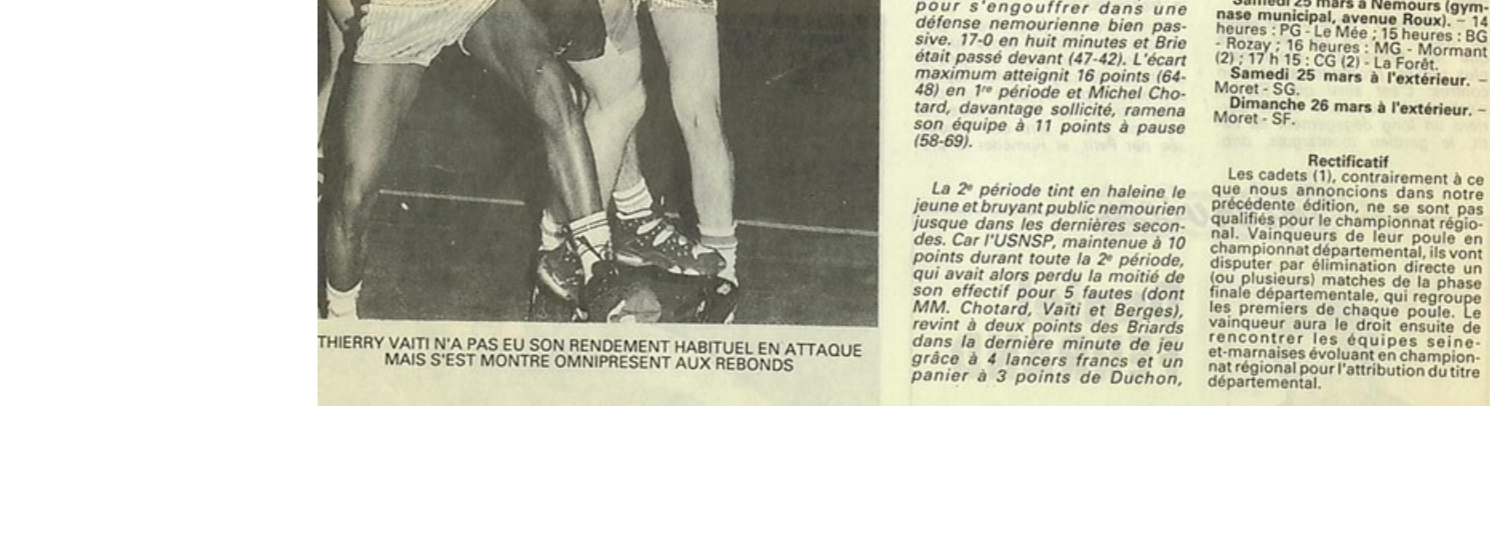 THIERRY VAITI N'A PAS EU SON RENDEMENT HABITUEL EN ATTAQUE
MAIS S'EST MONTRE OMNIPRESENT AUX REBONDS
pour s'engouffrer dans une
défense nemourienne bien pas-
sive. 17-0 en huit minutes et Brie
était passé devant (47-42). L'écart
maximum atteignit 16 points (64-
48) en 1re période et Michel Cho-
tard, davantage sollicité, ramena
son équipe à 11 points à pause
(58-69).
La 2e période tint en haleine le
jeune et bruyant public nemourien
jusque dans les dernières secon-
des. Car l'USNSP, maintenue à 10
points durant toute la 2e période,
qui avait alors perdu la moitié de
son effectif pour 5 fautes (dont
MM. Chotard, Vaïti et Berges),
revint à deux points des Briards
dans la dernière minute de jeu
grâce à 4 lancers francs et un
panier à 3 points de Duchon,
Samedi 25 mars à Nemours (gym-
nase municipal, avenue Roux). – 14
heures : PG - Le Mée ; 15 heures : BG
- Rozay ; 16 heures : MG - Mormant
(2) ; 17 h 15 : CG (2) - La Forêt.
Samedi 25 mars à l'extérieur. –
Moret - SG.
Dimanche 26 mars à l'extérieur. –
Moret - SF.
Rectificatif
Les cadets (1), contrairement à ce
que nous annoncions dans notre
précédente édition, ne se sont pas
qualifiés pour le championnat régio-
nal. Vainqueurs de leur poule en
championnat départemental, ils vont
disputer par élimination directe un
(ou plusieurs) matches de la phase
finale départementale, qui regroupe
les premiers de chaque poule. Le
vainqueur aura le droit ensuite de
rencontrer les équipes seine-
et-marnaises évoluant en champion-
nat régional pour l'attribution du titre
départemental.